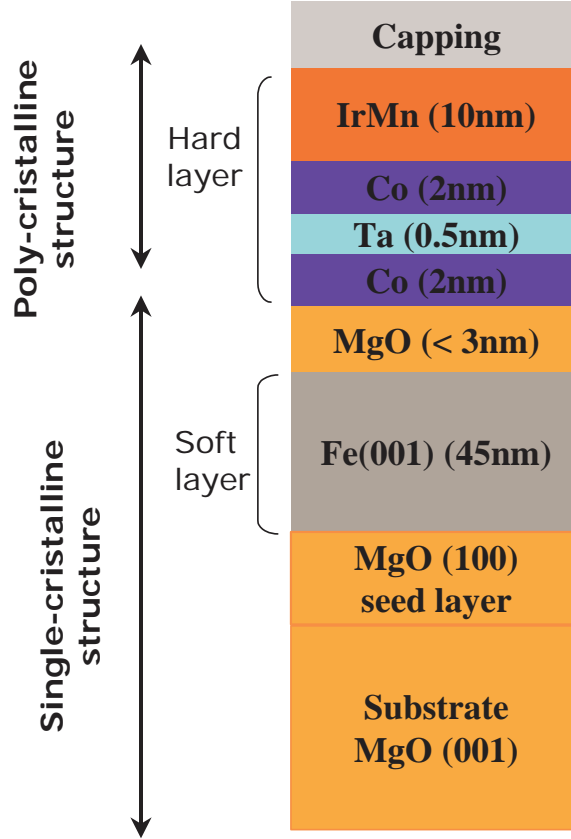 Capping
IrMn (10nm)
Co (2nm)
Ta (0.5nm)
Co (2nm)
MgO (< 3nm)
Fe(001) (45nm)
MgO (100)
seed layer
Substrate
MgO (001)
Hard
layer
Soft
layer
Poly-cristalline
structure
Single-cristalline
structure